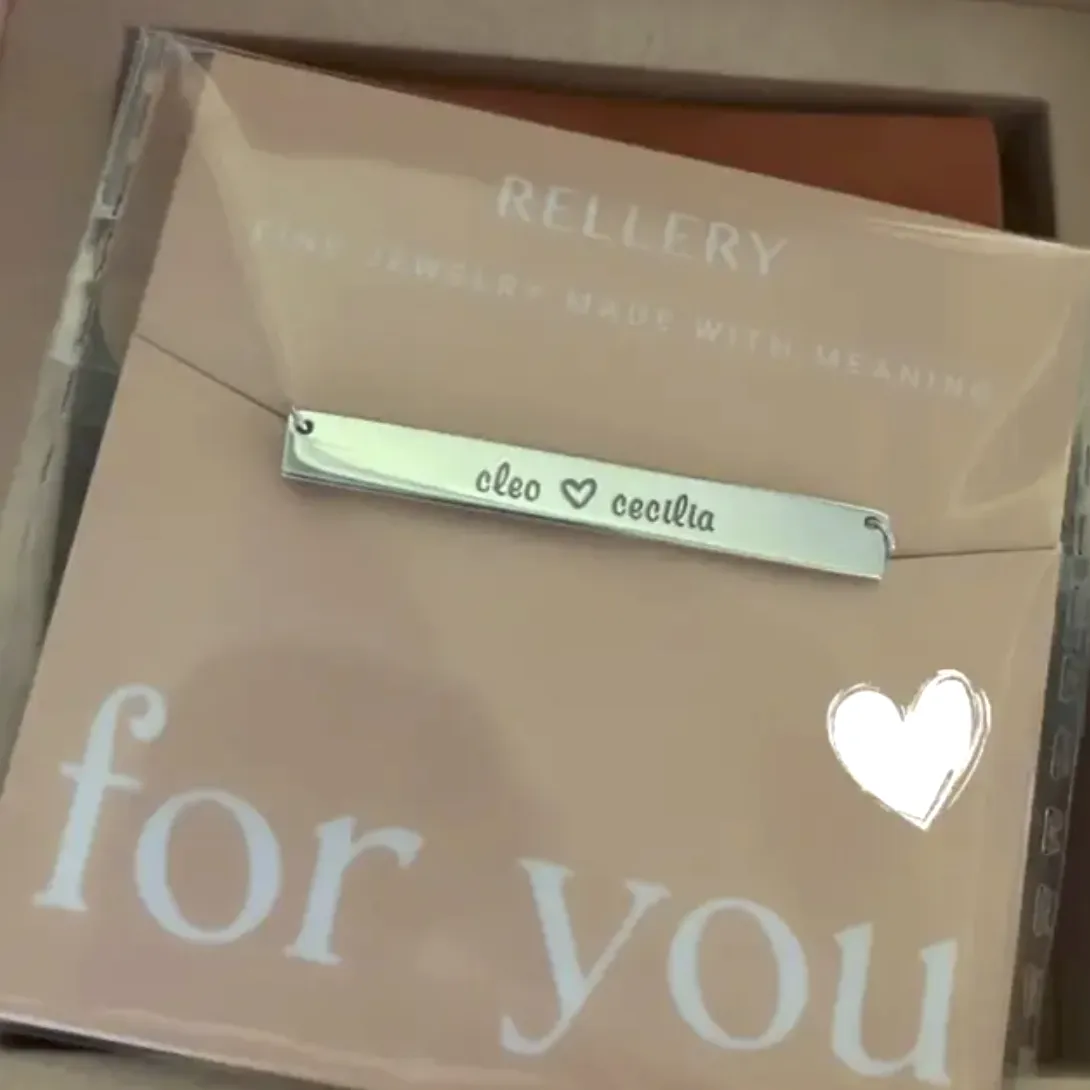 RELLERY
FINE JEWELRY MADE WITH MEANING
cleo ♡ cecilia
for you